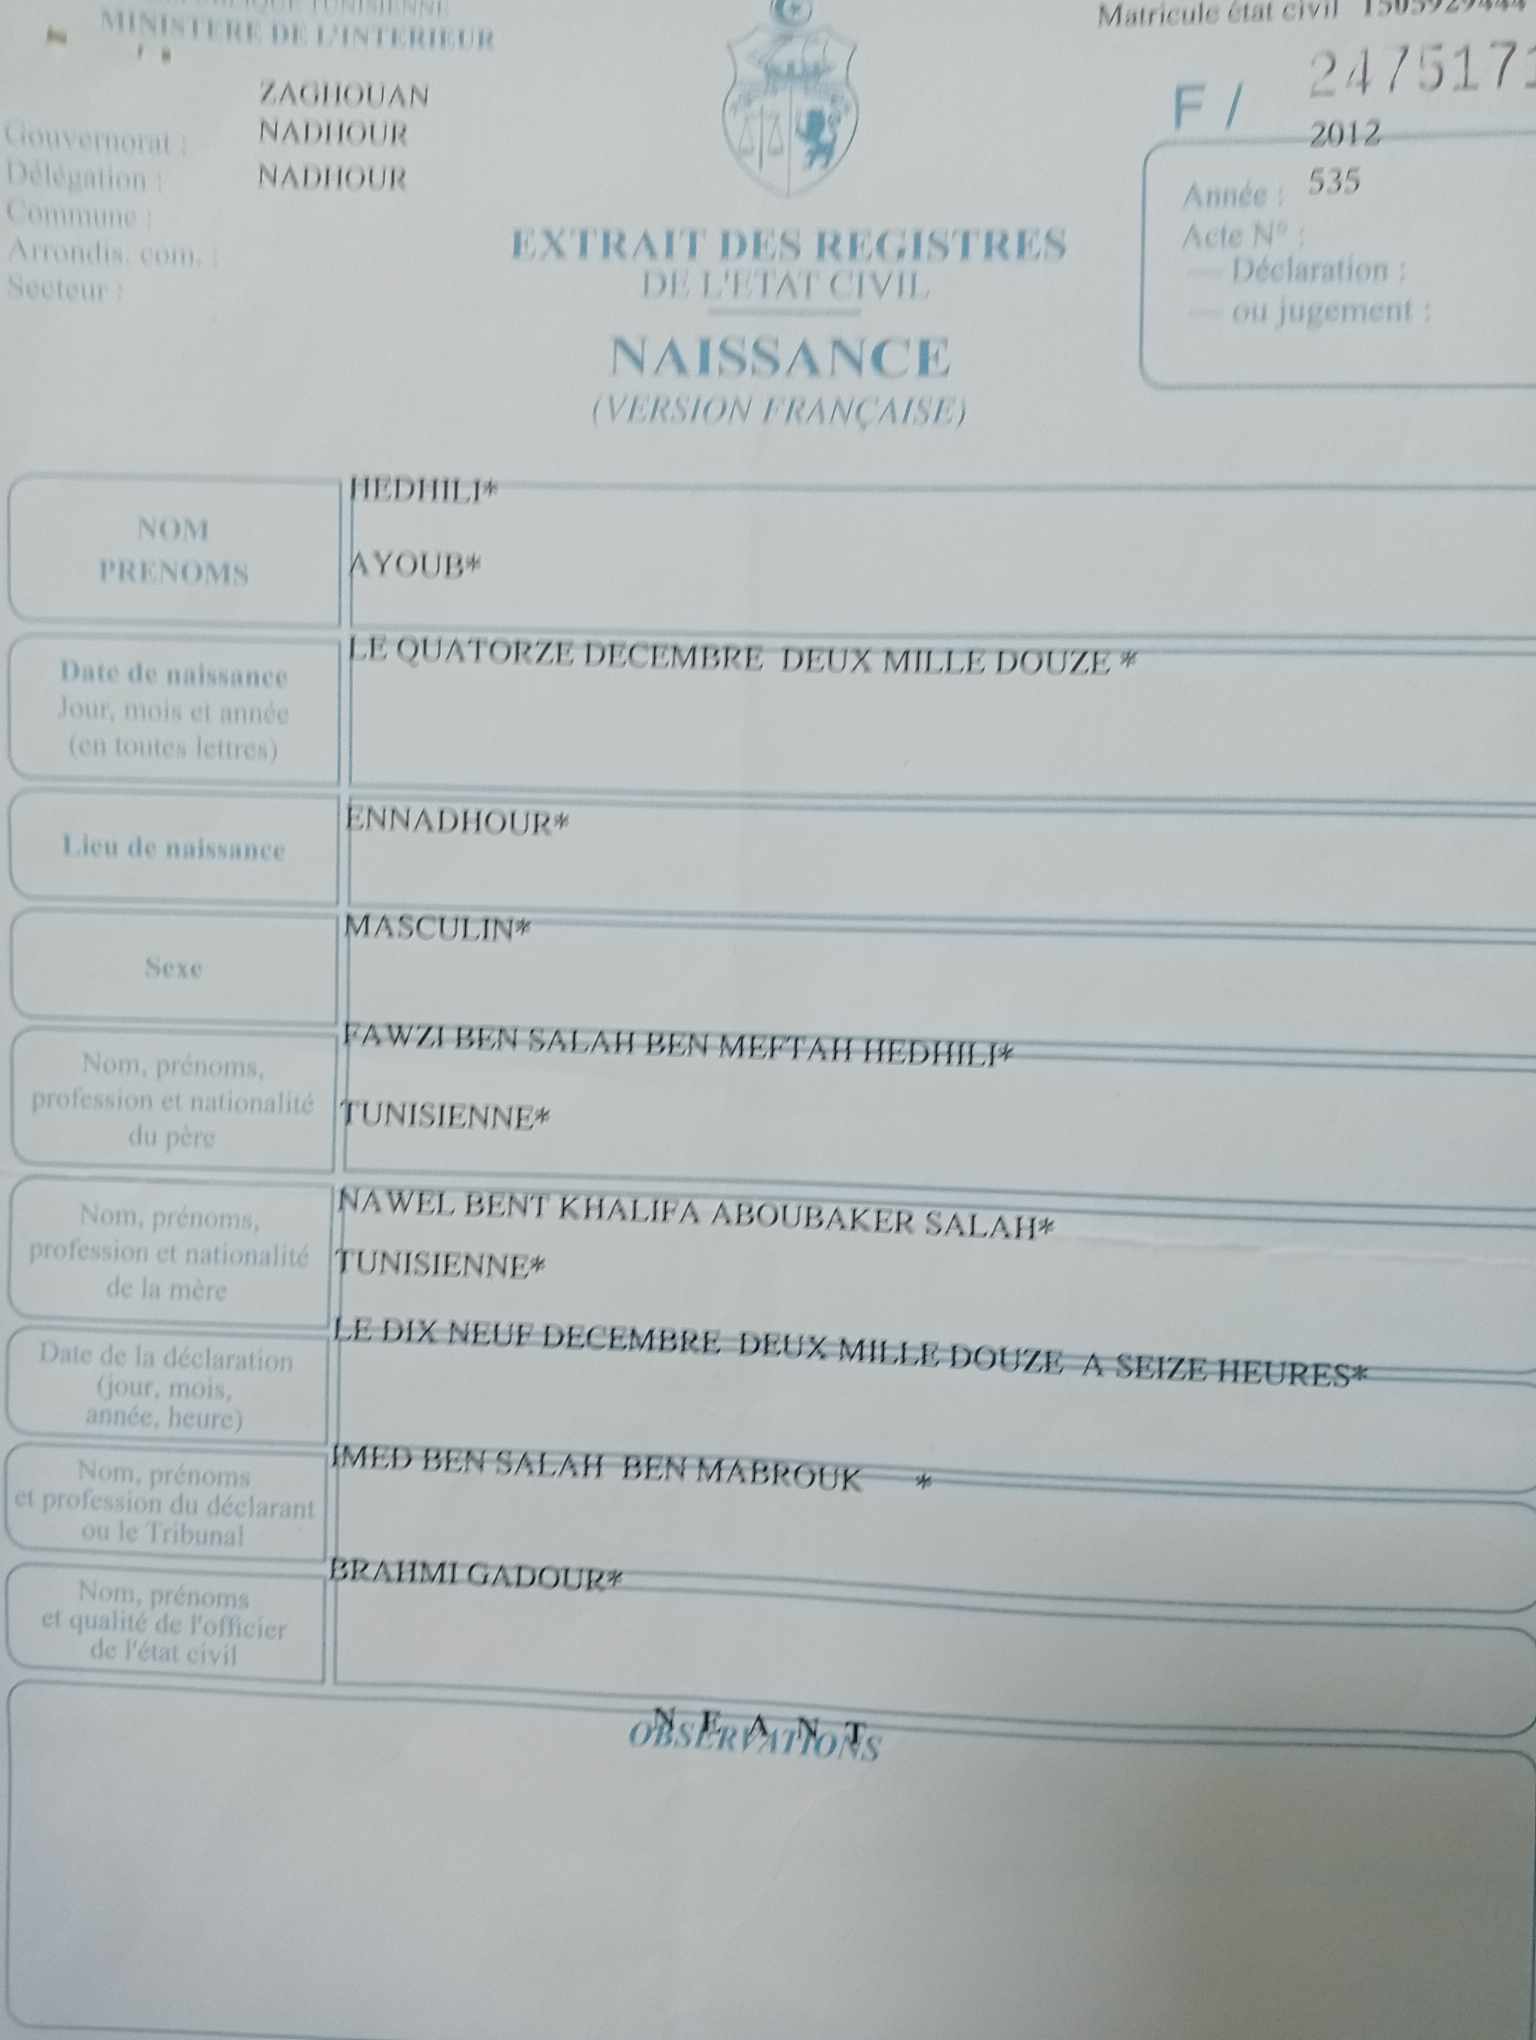 MINISTERE DE L'INTERIEUR
Matricule état civil
F / 2475171
ZAGHOUAN
NADHOUR
NADHOUR
Gouvernorat :
Délégation :
Commune :
Arrondis. com. :
Secteur :
2012
535
Année :
Acte N° :
— Déclaration :
— ou jugement :
EXTRAIT DES REGISTRES
DE L'ETAT CIVIL
NAISSANCE
(VERSION FRANÇAISE)
NOM
PRENOMS
HEDHILI*
AYOUB*
Date de naissance
Jour, mois et année
(en toutes lettres)
LE QUATORZE DECEMBRE DEUX MILLE DOUZE *
Lieu de naissance
ENNADHOUR*
Sexe
MASCULIN*
Nom, prénoms,
profession et nationalité
du père
FAWZI BEN SALAH BEN MEFTAH HEDHILI*
TUNISIENNE*
Nom, prénoms,
profession et nationalité
de la mère
NAWEL BENT KHALIFA ABOUBAKER SALAH*
TUNISIENNE*
Date de la déclaration
(jour, mois,
année, heure)
LE DIX NEUF DECEMBRE DEUX MILLE DOUZE A SEIZE HEURES*
Nom, prénoms
et profession du déclarant
ou le Tribunal
IMED BEN SALAH BEN MABROUK *
Nom, prénoms
et qualité de l'officier
de l'état civil
BRAHMI GADOUR*
N E A N T
OBSERVATIONS